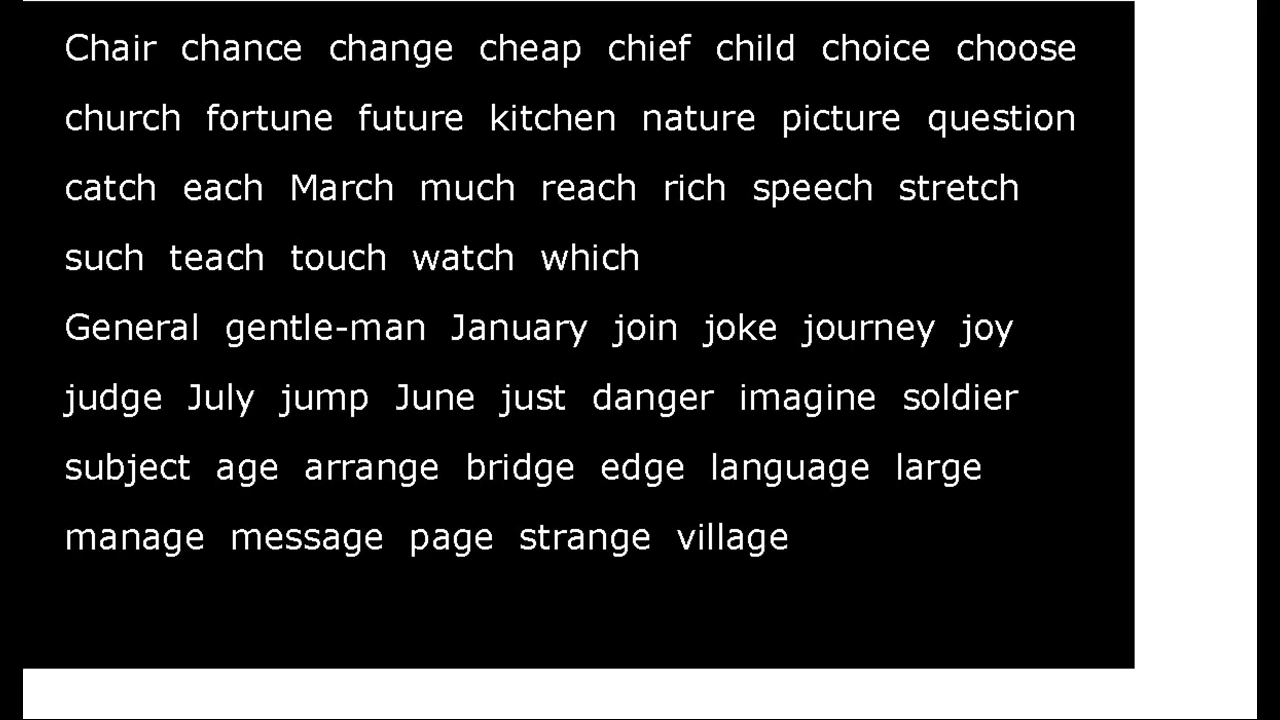 Chair chance change cheap chief child choice choose
church fortune future kitchen nature picture question
catch each March much reach rich speech stretch
such teach touch watch which
General gentle-man January join joke journey joy
judge July jump June just danger imagine soldier
subject age arrange bridge edge language large
manage message page strange village